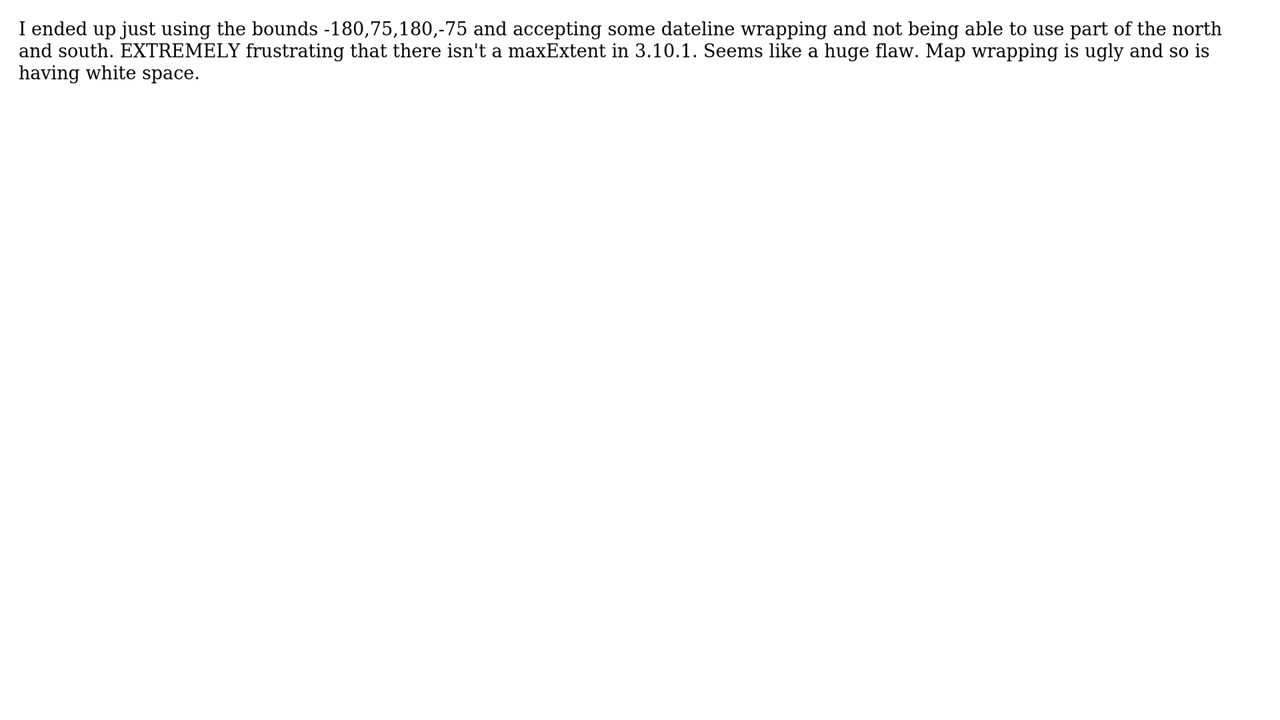 I ended up just using the bounds -180,75,180,-75 and accepting some dateline wrapping and not being able to use part of the north
and south. EXTREMELY frustrating that there isn't a maxExtent in 3.10.1. Seems like a huge flaw. Map wrapping is ugly and so is
having white space.